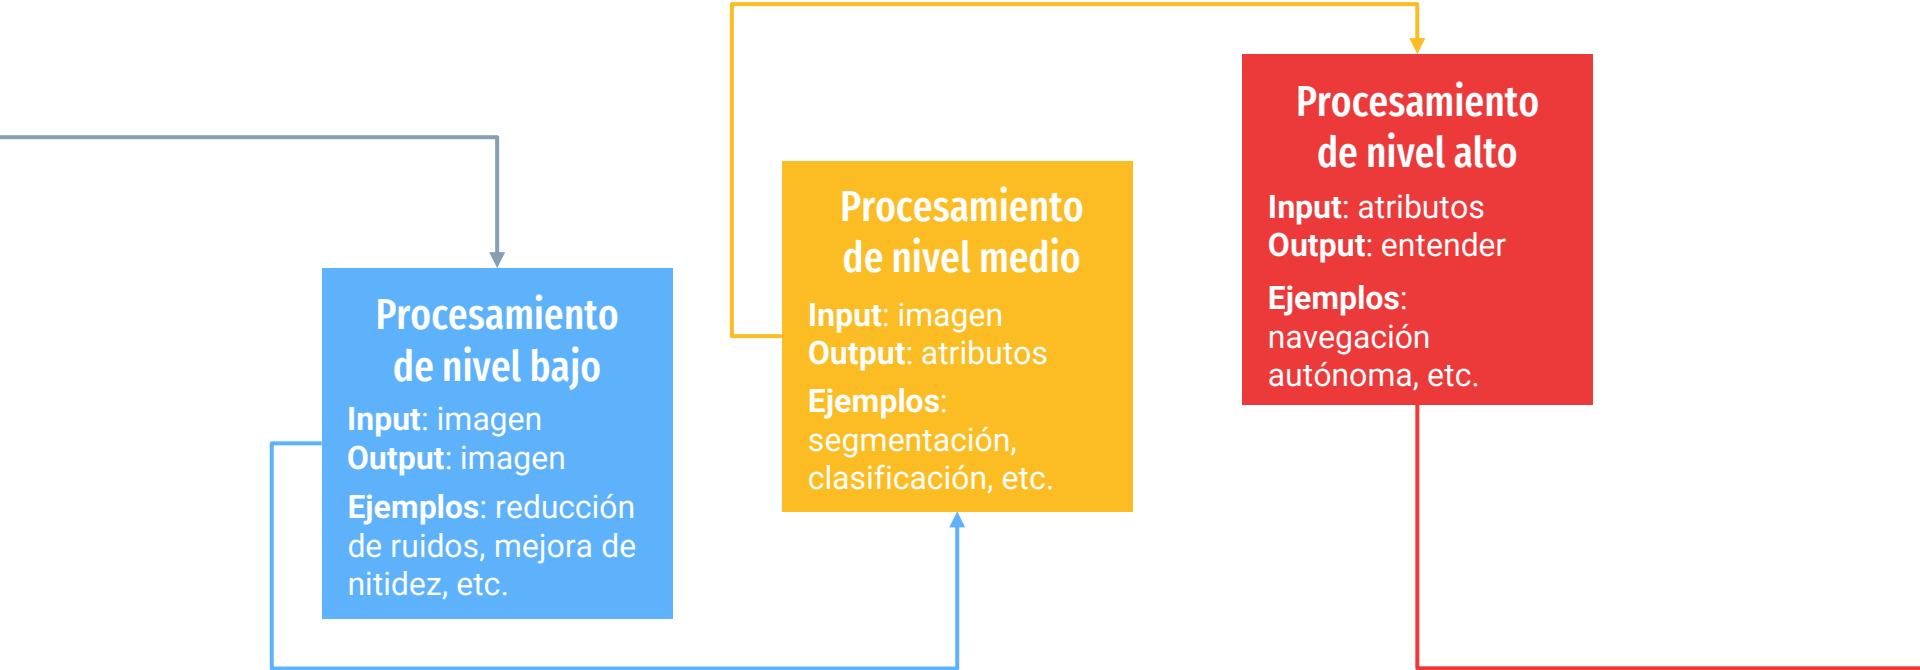 Procesamiento
de nivel bajo
Input: imagen
Output: imagen
Ejemplos: reducción
de ruidos, mejora de
nitidez, etc.
Procesamiento
de nivel medio
Input: imagen
Output: atributos
Ejemplos:
segmentación,
clasificación, etc.
Procesamiento
de nivel alto
Input: atributos
Output: entender
Ejemplos:
navegación
autónoma, etc.